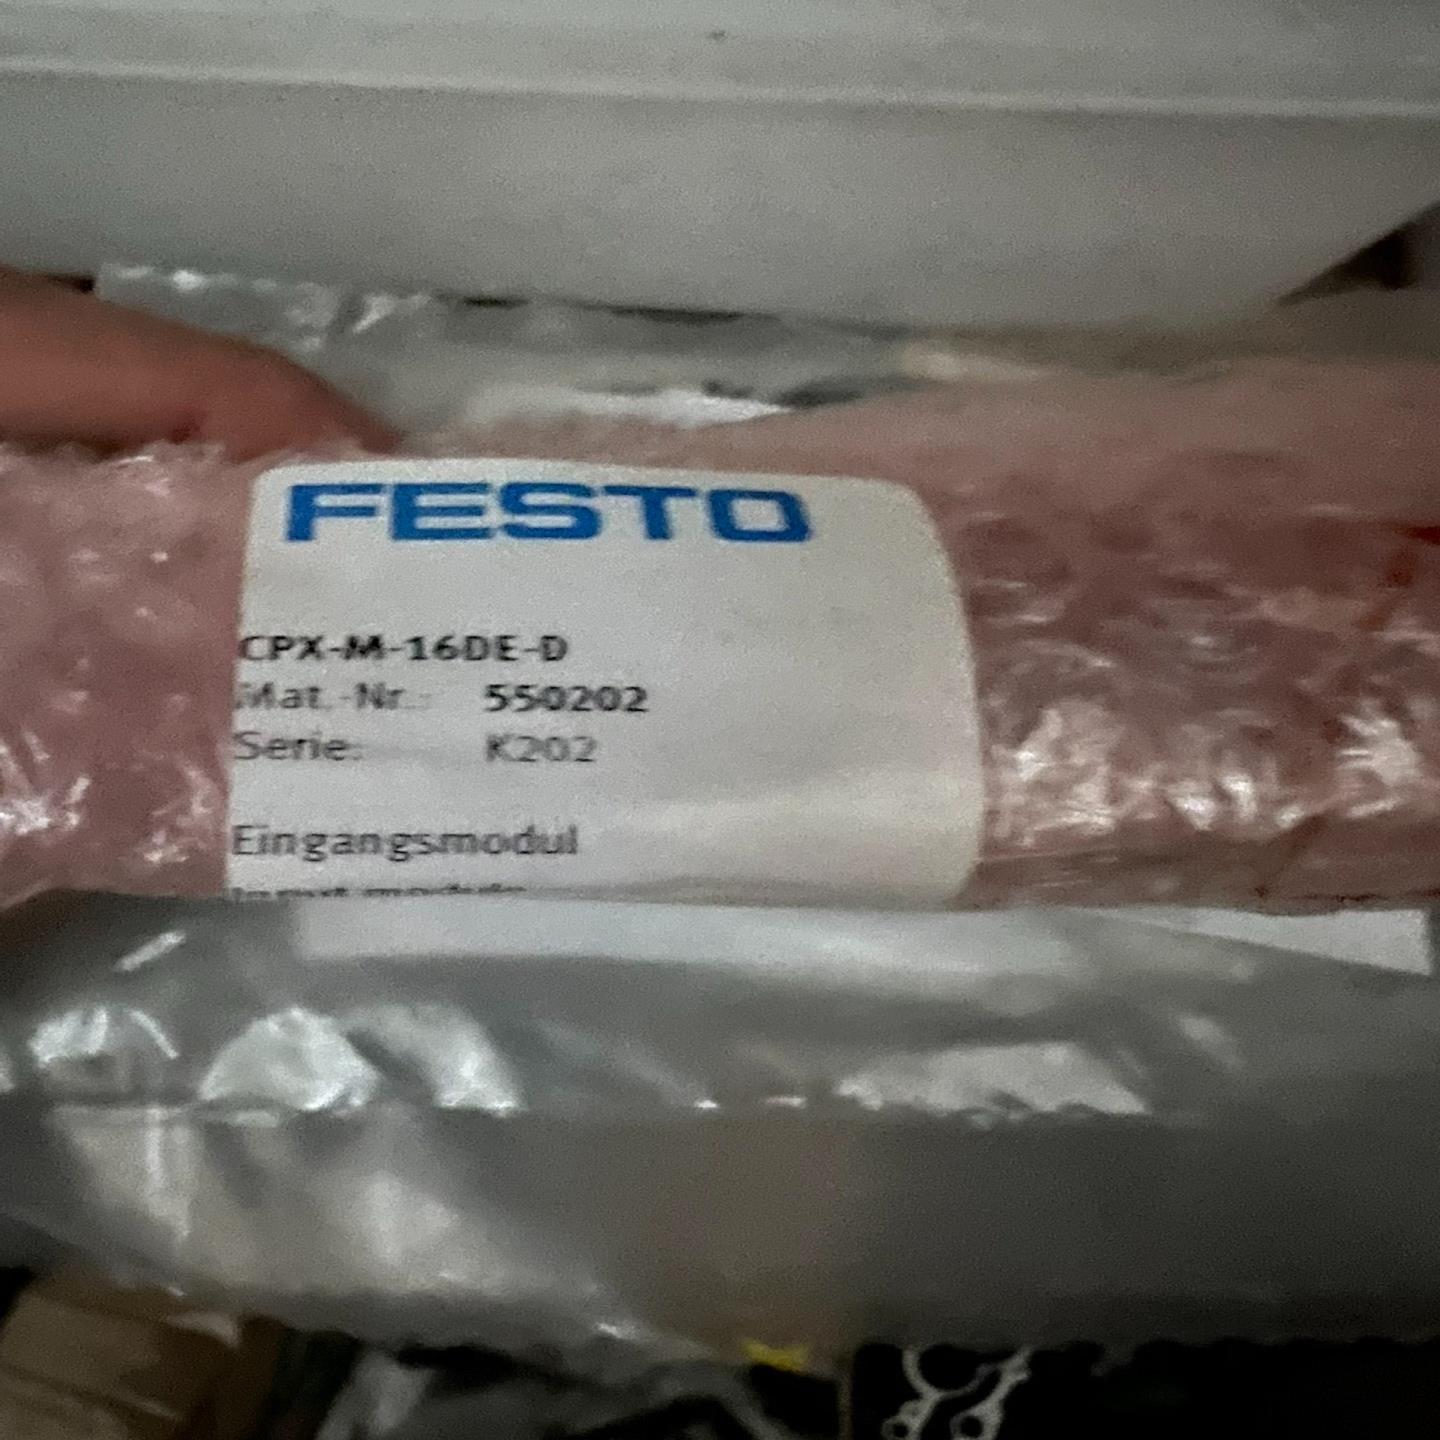 FESTO
CPX-M-16DE-D
Mat.-Nr.: 550202
Serie: K202
Eingangsmodul